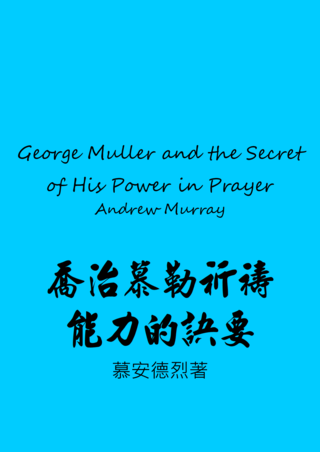 George Muller and the Secret
of His Power in Prayer
Andrew Murray
喬治慕勒祈禱
能力的訣要
慕安德烈著